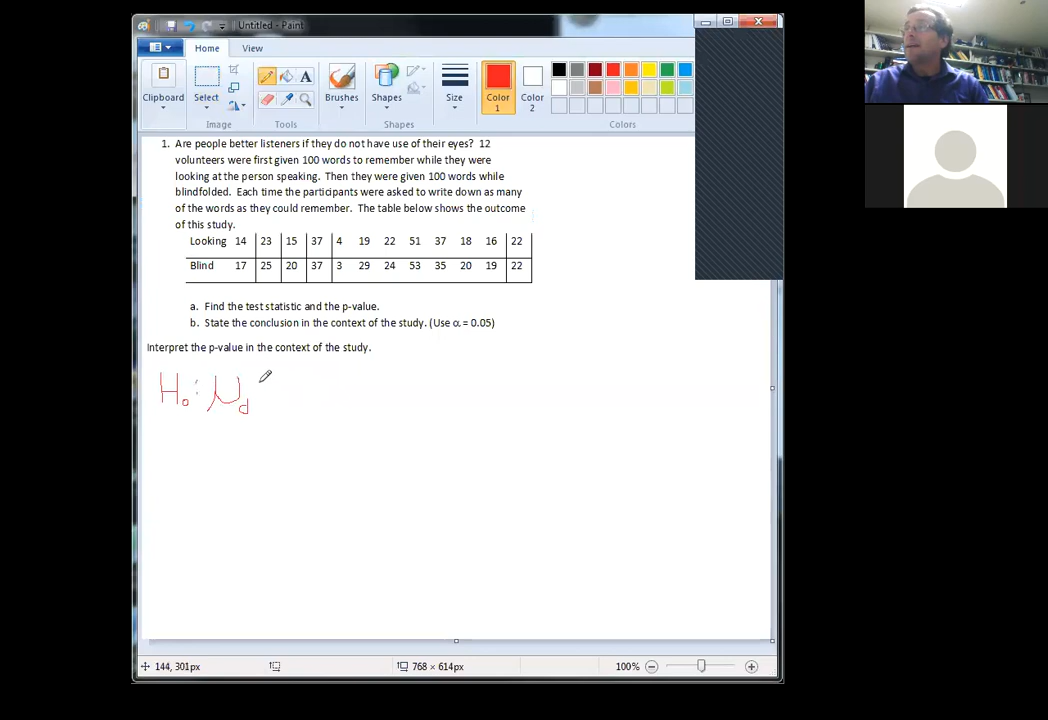 Untitled - Paint
Home View
Clipboard
Select
Brushes
Shapes
Size
Color
1
Color
2
Image
Tools
Shapes
Colors
1. Are people better listeners if they do not have use of their eyes? 12
volunteers were first given 100 words to remember while they were
looking at the person speaking. Then they were given 100 words while
blindfolded. Each time the participants were asked to write down as many
of the words as they could remember. The table below shows the outcome
of this study.
Looking 14 23 15 37 4 19 22 51 37 18 16 22
Blind 17 25 20 37 3 29 24 53 35 20 19 22
a. Find the test statistic and the p-value.
b. State the conclusion in the context of the study. (Use α = 0.05)
Interpret the p-value in the context of the study.
H₀: μ_d
144, 301px
768 × 614px
100%